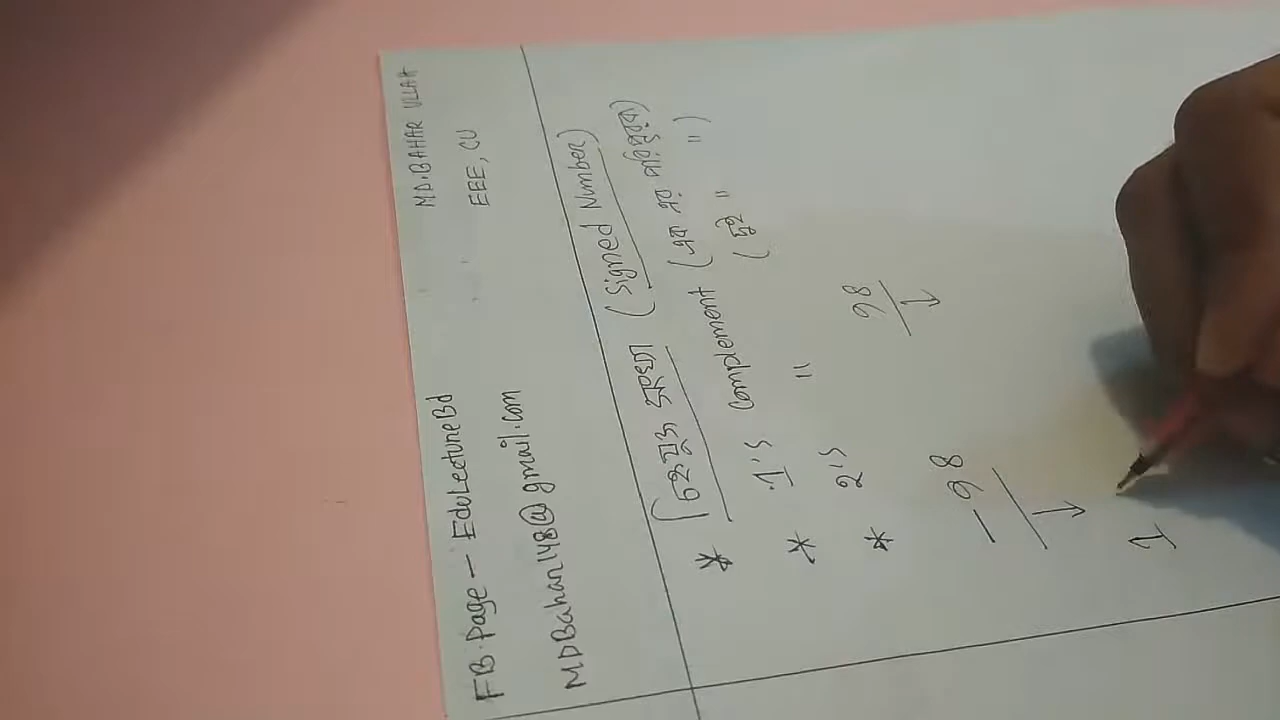 MD.BAHAR ULLAH
EEE, CU
FB.Page - EduLectureBd
MDBahar148@gmail.com
* চিহ্নযুক্ত সংখ্যা (Signed Number)
* 1's Complement (এক এর পরিপূরক)
* 2's " (দুই " ")
- 98 ↓
98 ↓
1